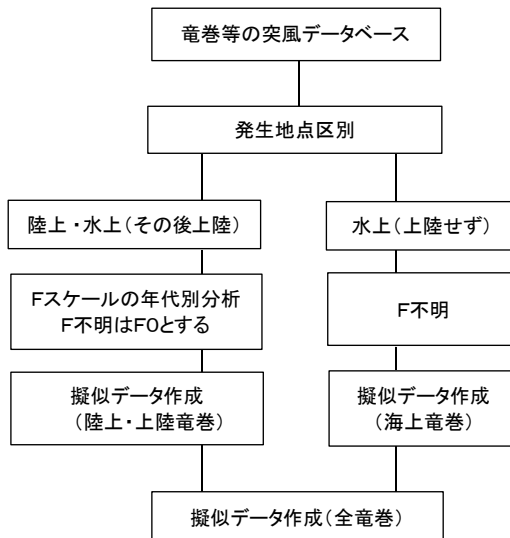 竜巻等の突風データベース
発生地点区別
陸上・水上(その後上陸)
水上(上陸せず)
Fスケールの年代別分析
F不明はF0とする
F不明
擬似データ作成
(陸上・上陸竜巻)
擬似データ作成
(海上竜巻)
擬似データ作成(全竜巻)